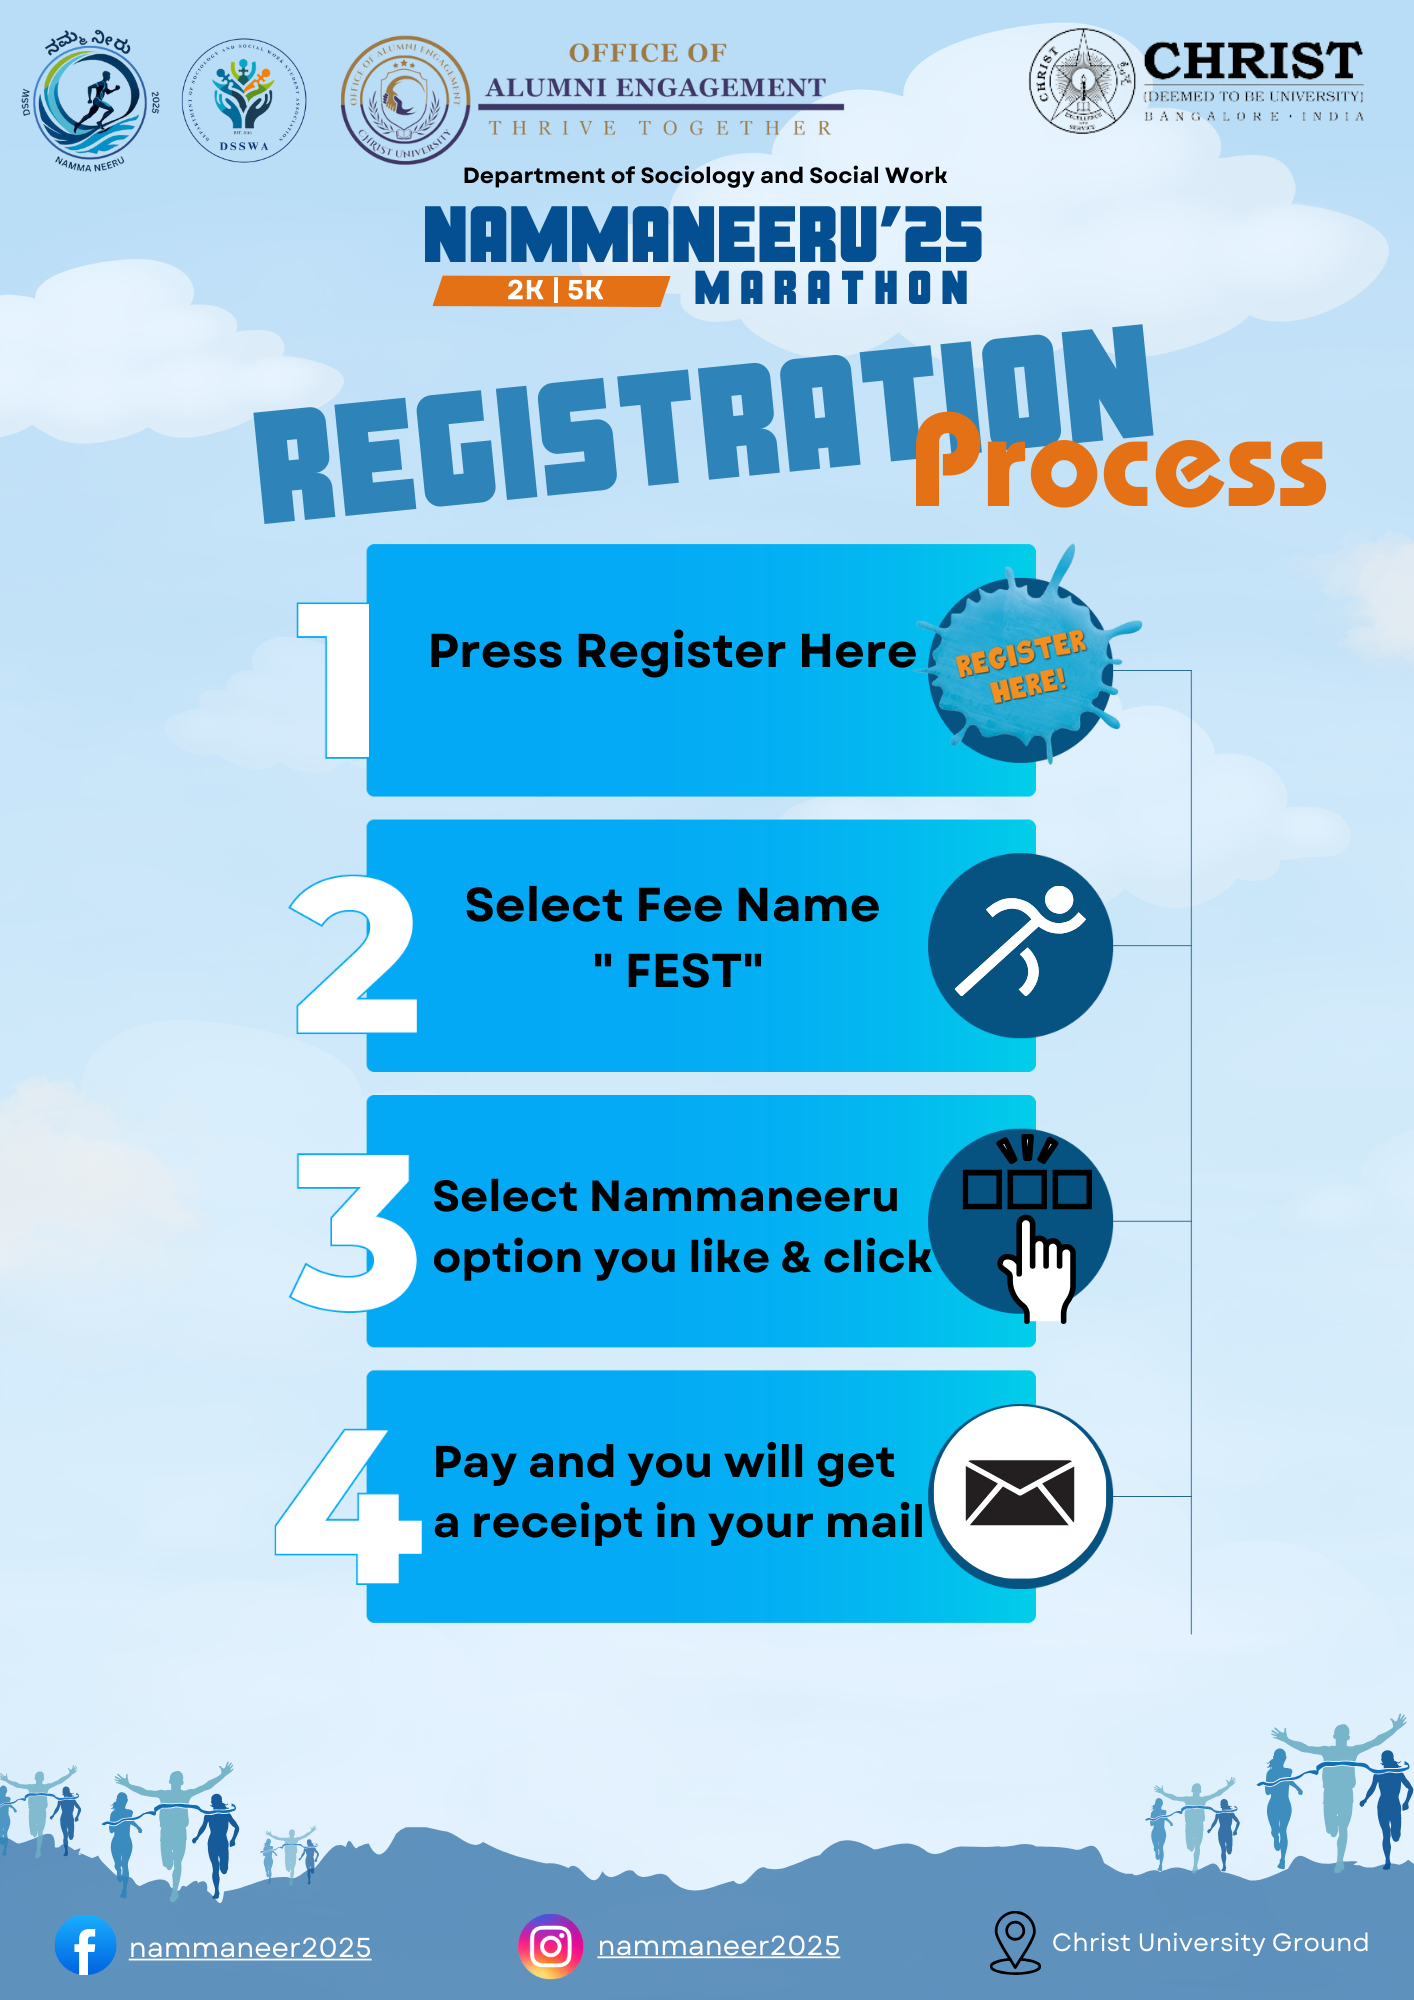 ನಮ್ಮ ನೀರು
DSSW
2025
NAMMA NEERU
DEPARTMENT OF SOCIOLOGY AND SOCIAL WORK STUDENT ASSOCIATION
DSSWA
OFFICE OF ALUMNI ENGAGEMENT
CHRIST UNIVERSITY
OFFICE OF
ALUMNI ENGAGEMENT
THRIVE TOGETHER
CHRIST
EXCELLENCE AND SERVICE
CHRIST
(DEEMED TO BE UNIVERSITY)
BANGALORE · INDIA
Department of Sociology and Social Work
NAMMANEERU'25
2K | 5K
MARATHON
REGISTRATION
Process
1
Press Register Here
REGISTER
HERE!
2
Select Fee Name
" FEST"
3
Select Nammaneeru
option you like & click
4
Pay and you will get
a receipt in your mail
nammaneer2025
nammaneer2025
Christ University Ground